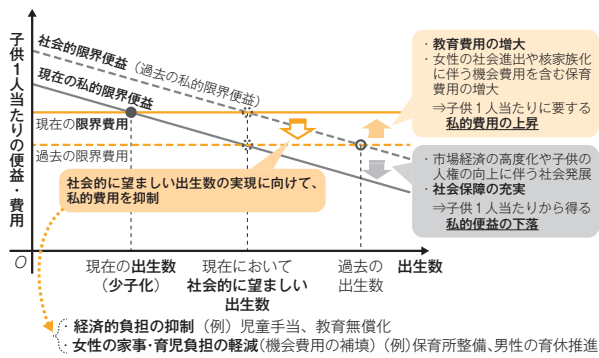 子供1人当たりの便益・費用
社会的限界便益(過去の私的限界便益)
現在の私的限界便益
現在の限界費用
過去の限界費用
社会的に望ましい出生数の実現に向けて、
私的費用を抑制
・教育費用の増大
・女性の社会進出や核家族化
に伴う機会費用を含む保育
費用の増大
⇒子供1人当たりに要する
私的費用の上昇
・市場経済の高度化や子供の
人権の向上に伴う社会発展
・社会保障の充実
⇒子供1人当たりから得る
私的便益の下落
O
現在の出生数
(少子化)
現在において
社会的に望ましい
出生数
過去の
出生数
出生数
・経済的負担の抑制(例)児童手当、教育無償化
・女性の家事・育児負担の軽減(機会費用の補填)(例)保育所整備、男性の育休推進